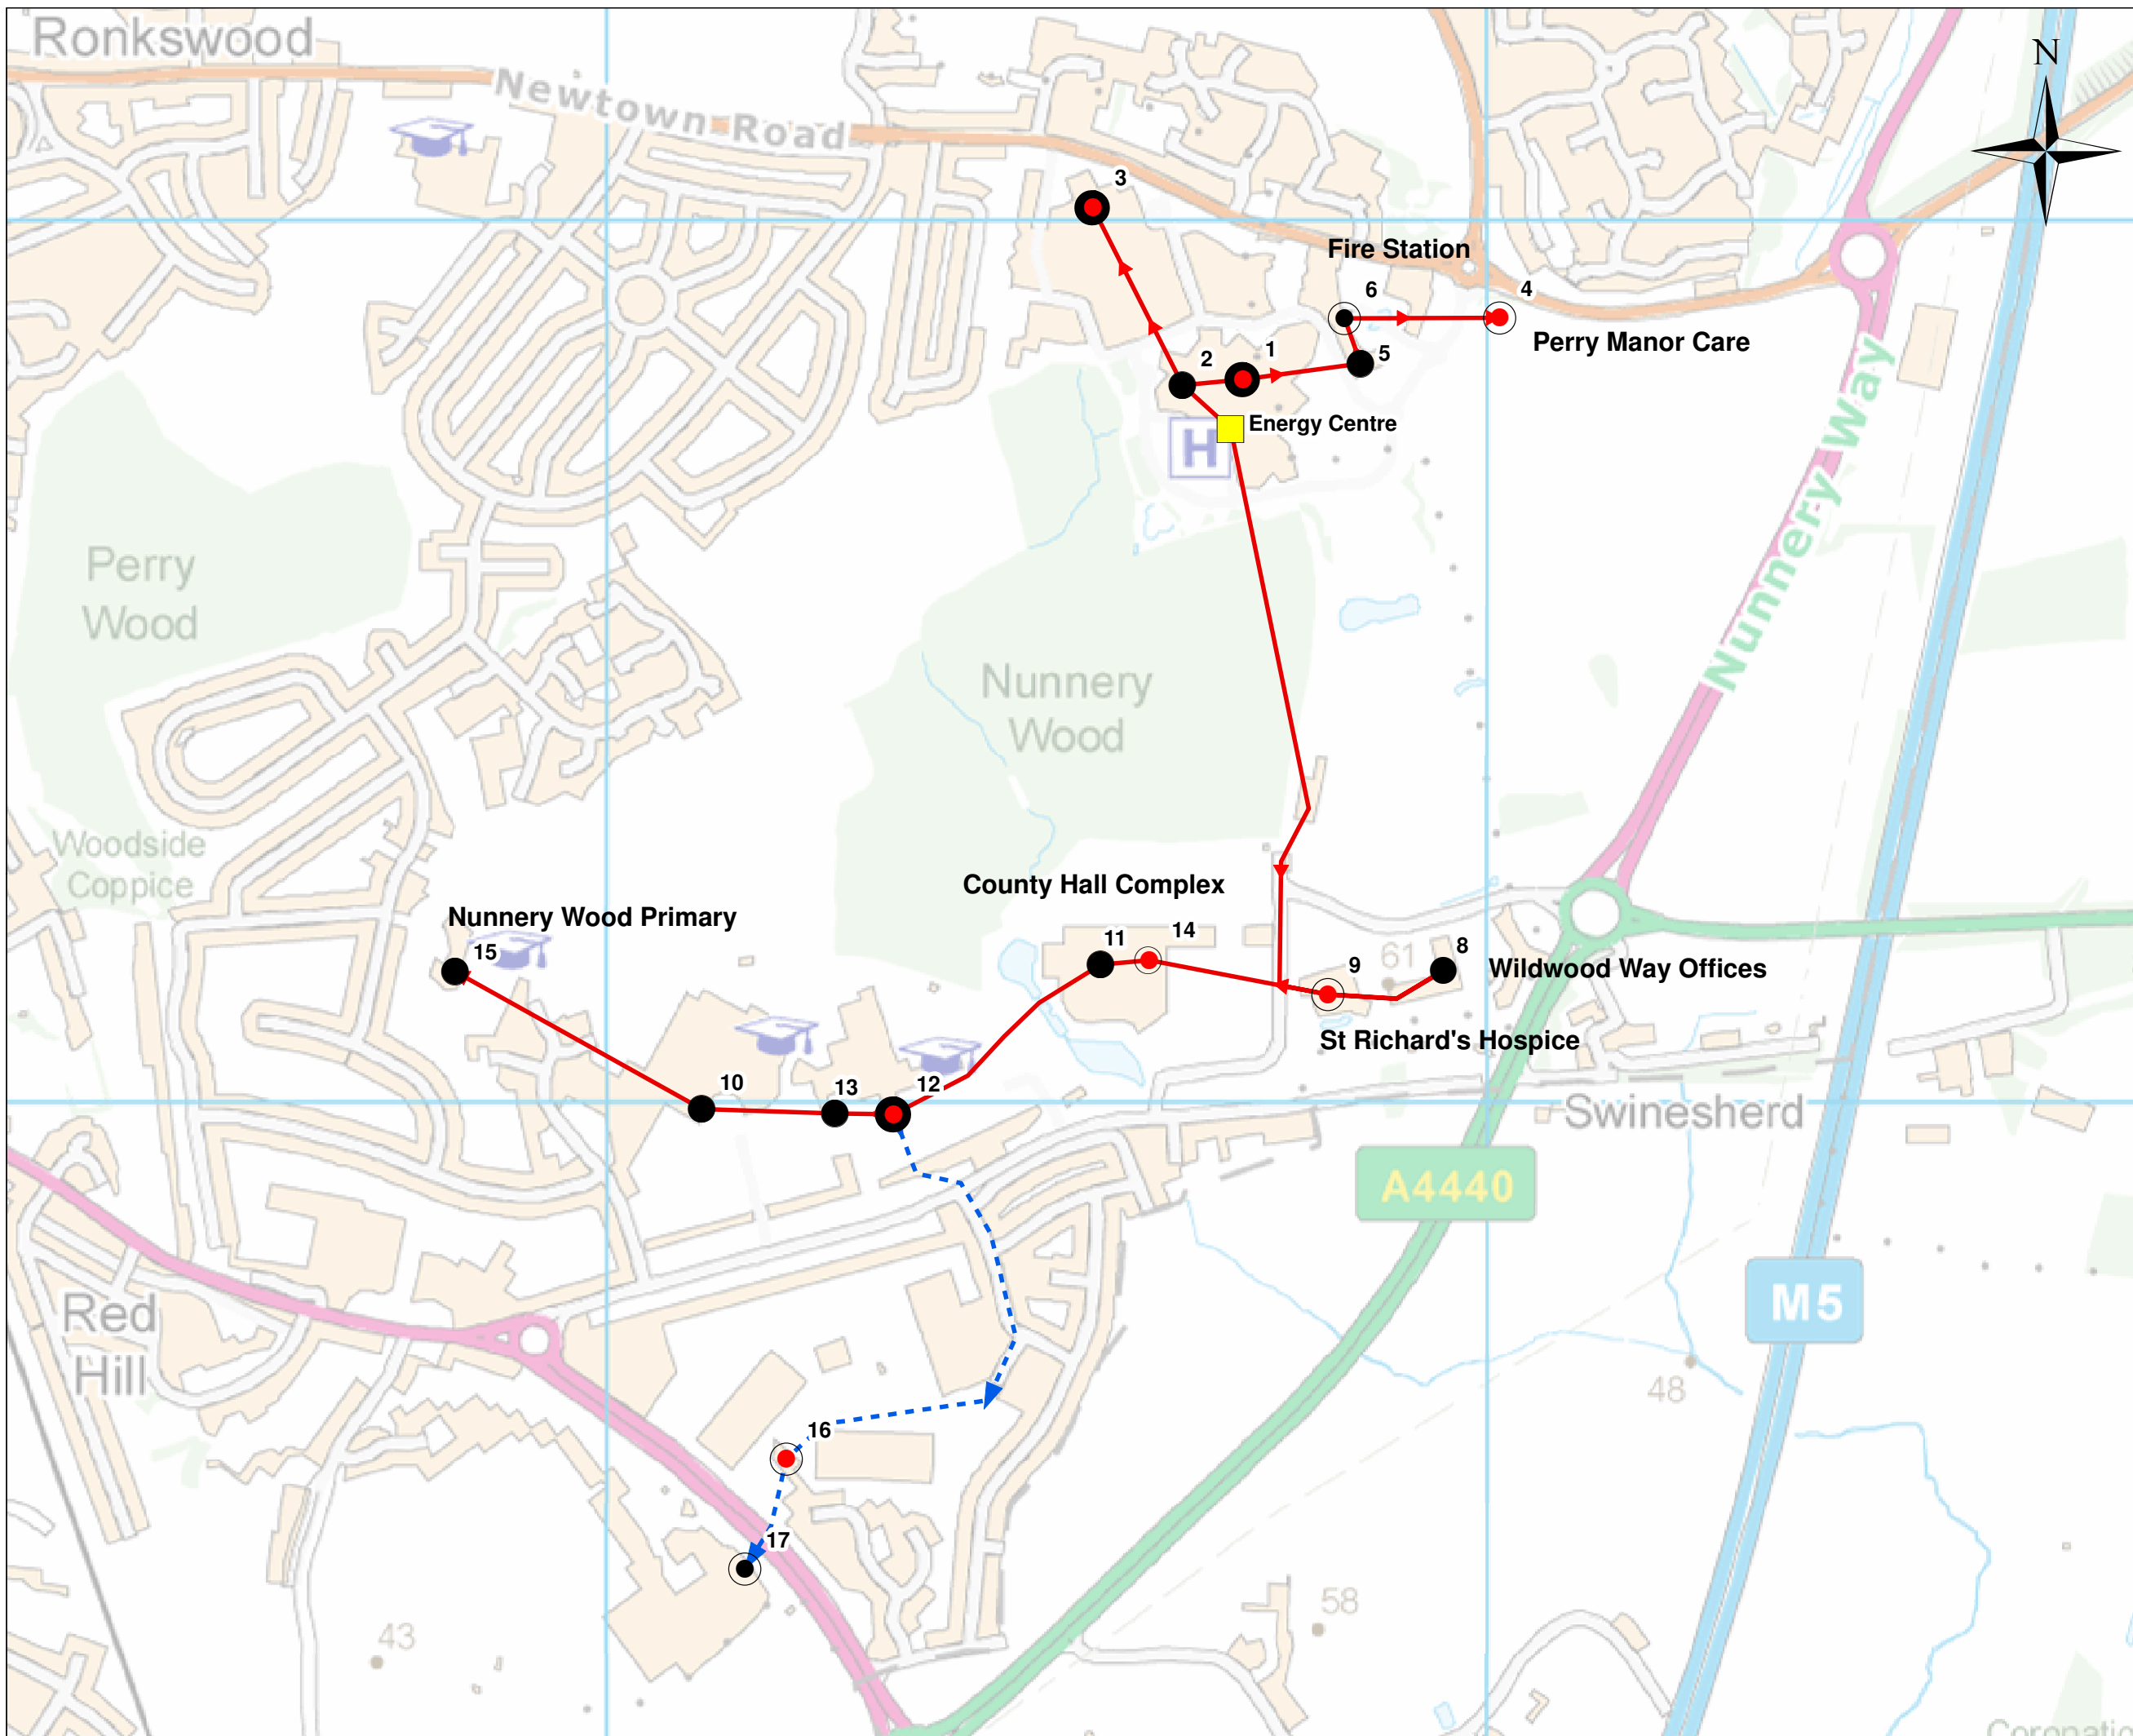 Ronkswood
N
Newtown Road
3
Fire Station
6
4
Perry Manor Care
2
1
5
Energy Centre
H
Nunnery Way
Perry
Wood
Nunnery
Wood
Woodside
Coppice
County Hall Complex
Nunnery Wood Primary
15
11
14
9
61
8
Wildwood Way Offices
St Richard's Hospice
10
13
12
Swinesherd
A4440
M5
Red
Hill
48
16
17
58
43